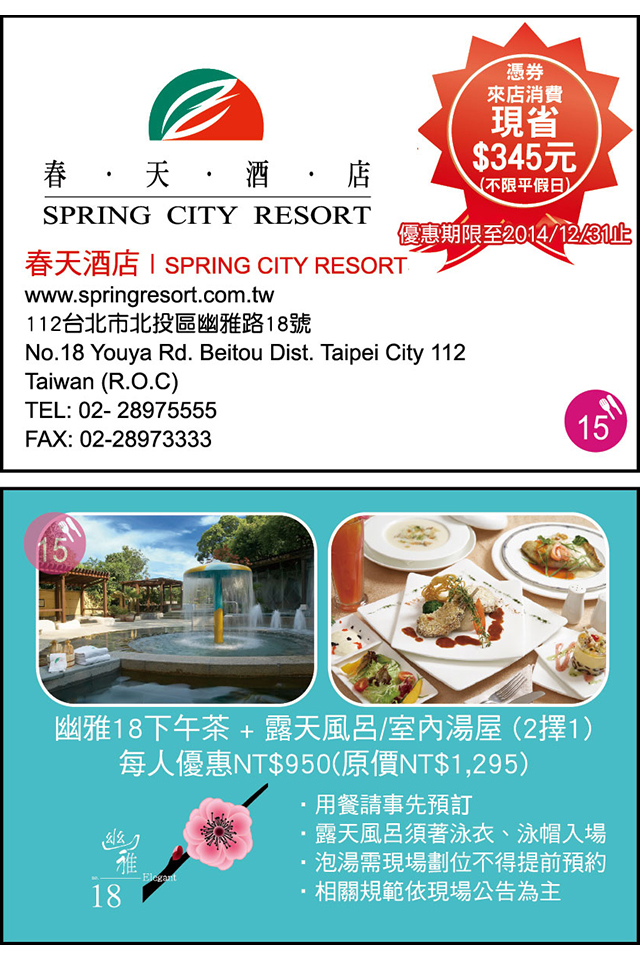 憑券
來店消費
現省
$345元
(不限平假日)
優惠期限至2014/12/31止
春·天·酒·店
SPRING CITY RESORT
春天酒店 | SPRING CITY RESORT
www.springresort.com.tw
112台北市北投區幽雅路18號
No.18 Youya Rd. Beitou Dist. Taipei City 112
Taiwan (R.O.C)
TEL: 02- 28975555
FAX: 02-28973333
15
15
幽雅18下午茶 + 露天風呂/室內湯屋 (2擇1)
每人優惠NT$950(原價NT$1,295)
·用餐請事先預訂
·露天風呂須著泳衣、泳帽入場
·泡湯需現場劃位不得提前預約
·相關規範依現場公告為主
幽雅
Elegant
18